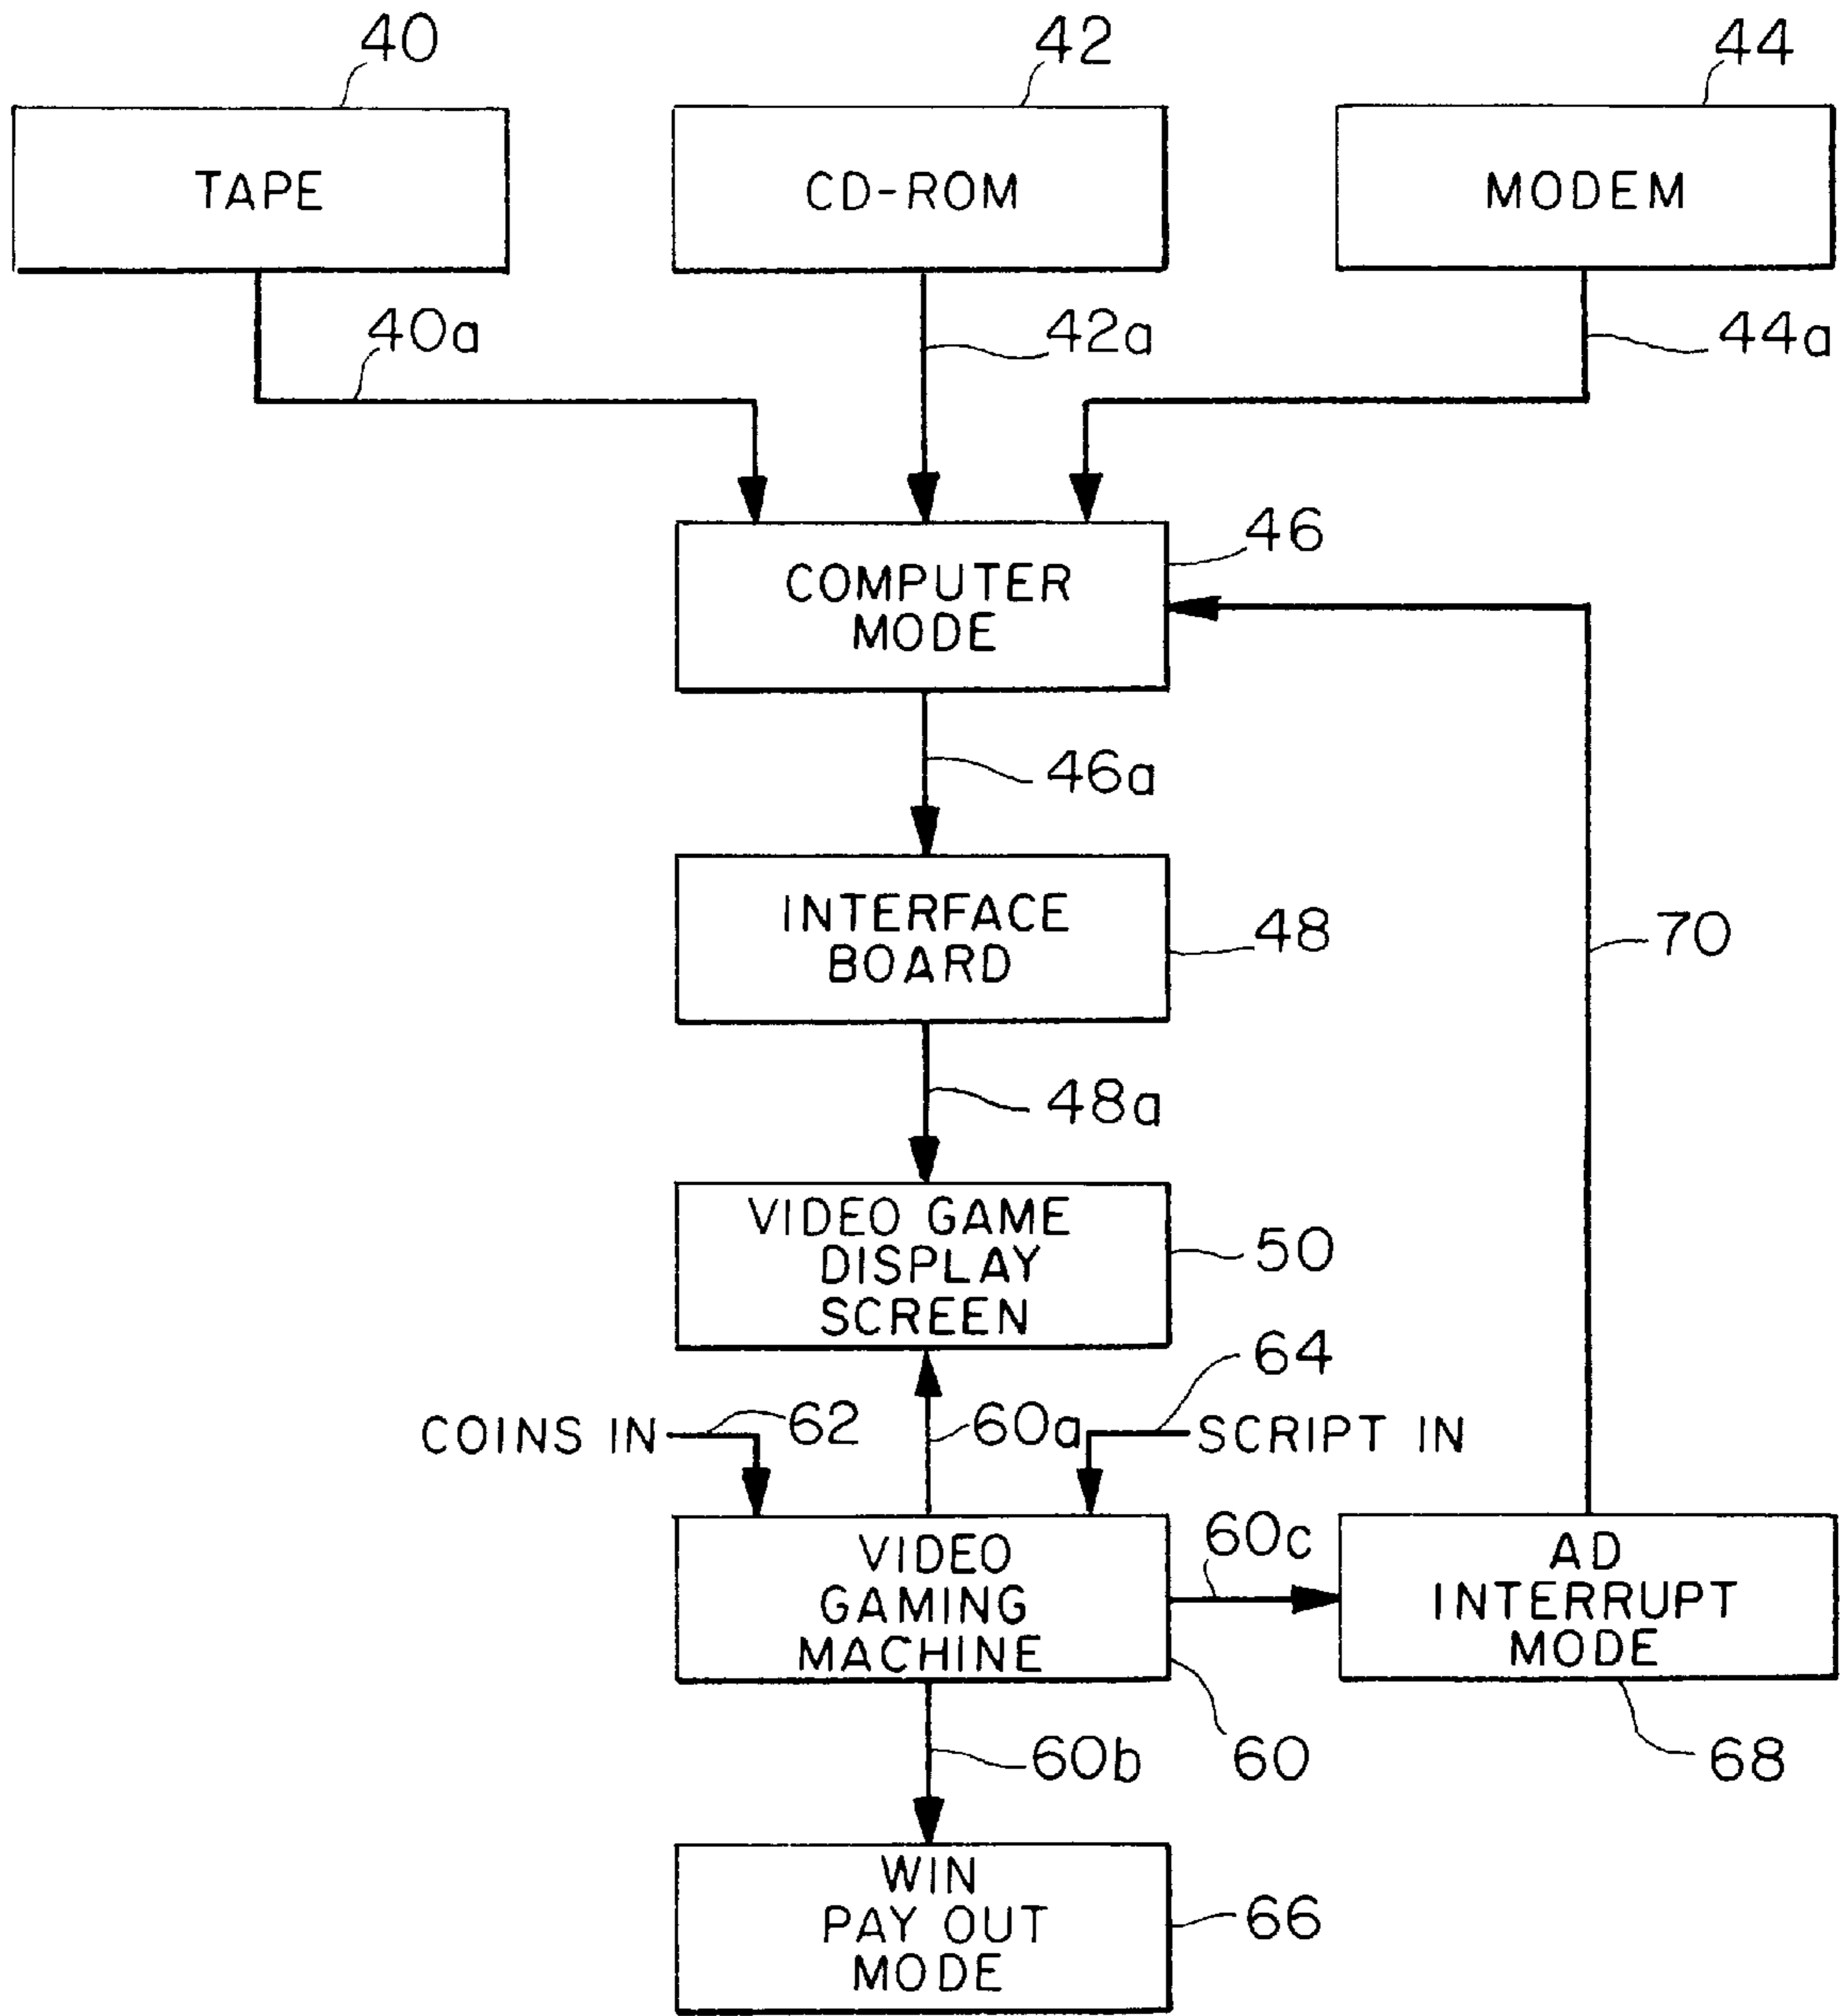 40
42
44
TAPE
CD-ROM
MODEM
40a
42a
44a
46
COMPUTER
MODE
46a
INTERFACE
BOARD
48
70
48a
VIDEO GAME
DISPLAY
SCREEN
50
64
COINS IN
62
60a
SCRIPT IN
VIDEO
GAMING
MACHINE
60c
AD
INTERRUPT
MODE
60b
60
68
WIN
PAY OUT
MODE
66